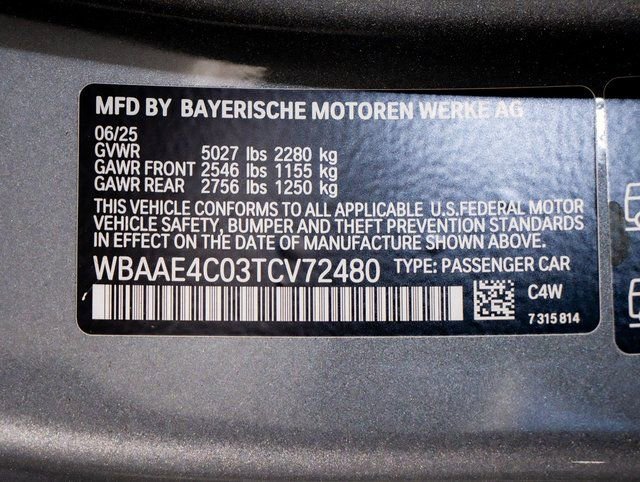 MFD BY BAYERISCHE MOTOREN WERKE AG
06/25
GVWR 5027 lbs 2280 kg
GAWR FRONT 2546 lbs 1155 kg
GAWR REAR 2756 lbs 1250 kg
THIS VEHICLE CONFORMS TO ALL APPLICABLE U.S.FEDERAL MOTOR
VEHICLE SAFETY, BUMPER AND THEFT PREVENTION STANDARDS
IN EFFECT ON THE DATE OF MANUFACTURE SHOWN ABOVE.
WBAAE4C03TCV72480 TYPE: PASSENGER CAR
C4W
7 315 814